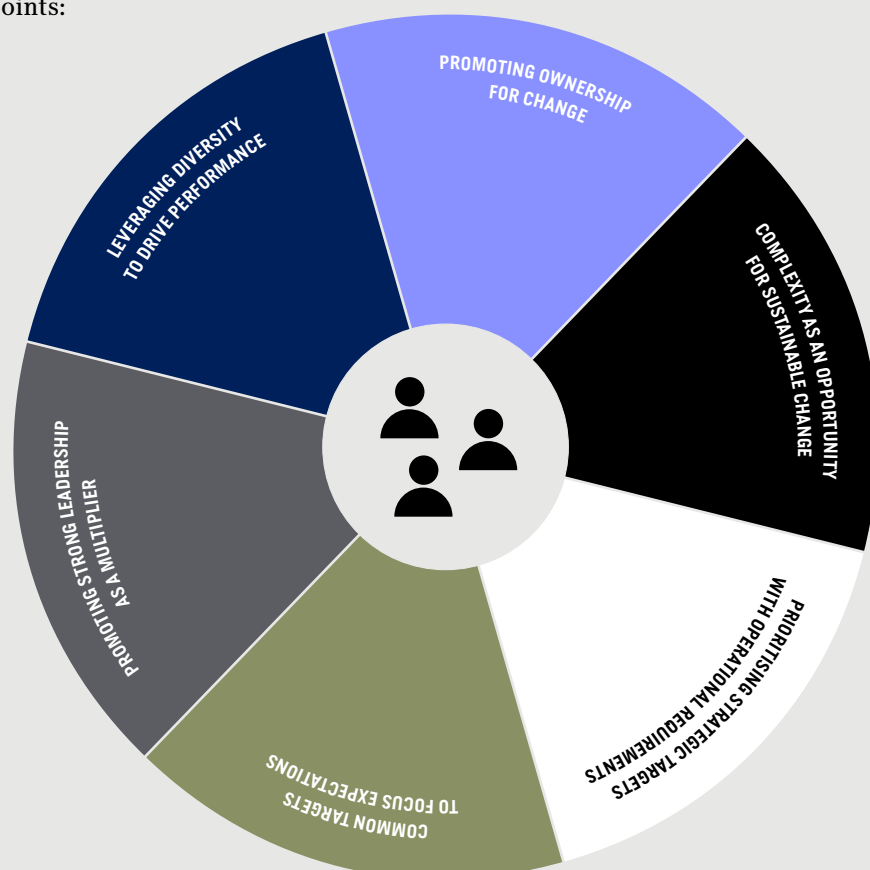 oints:
PROMOTING OWNERSHIP
FOR CHANGE
COMPLEXITY AS AN OPPORTUNITY
FOR SUSTAINABLE CHANGE
PRIORITISING STRATEGIC TARGETS
WITH OPERATIONAL REQUIREMENTS
COMMON TARGETS
TO FOCUS EXPECTATIONS
PROMOTING STRONG LEADERSHIP
AS A MULTIPLIER
LEVERAGING DIVERSITY
TO DRIVE PERFORMANCE